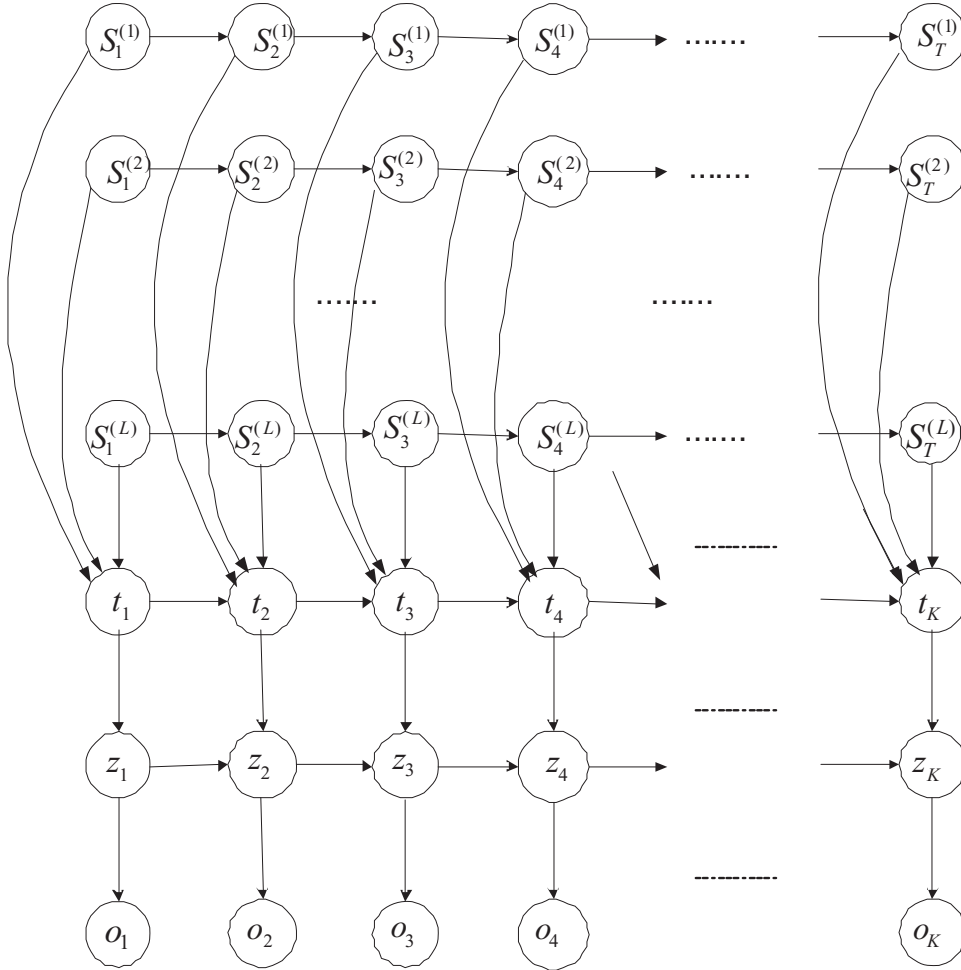 S_1^{(1)} S_2^{(1)} S_3^{(1)} S_4^{(1)} ....... S_T^{(1)}
S_1^{(2)} S_2^{(2)} S_3^{(2)} S_4^{(2)} ....... S_T^{(2)}
....... .......
S_1^{(L)} S_2^{(L)} S_3^{(L)} S_4^{(L)} ....... S_T^{(L)}
t_1 t_2 t_3 t_4 t_K
z_1 z_2 z_3 z_4 z_K
o_1 o_2 o_3 o_4 o_K